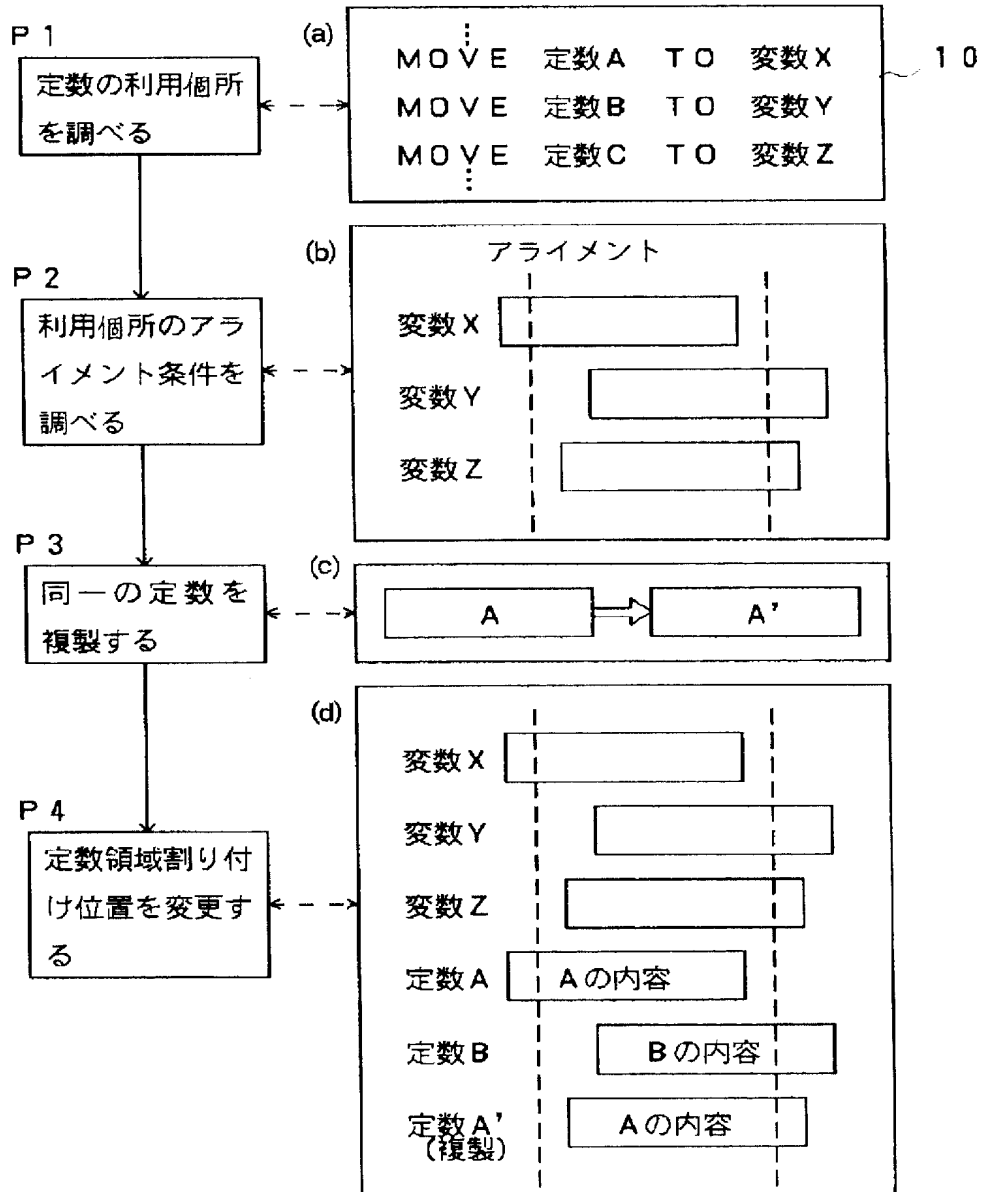 P1
定数の利用個所
を調べる
(a)
MOVE 定数A TO 変数X
MOVE 定数B TO 変数Y
MOVE 定数C TO 変数Z
10
P2
利用個所のアラ
イメント条件を
調べる
(b)
アライメント
変数X
変数Y
変数Z
P3
同一の定数を
複製する
(c)
A
A'
P4
定数領域割り付
け位置を変更す
る
(d)
変数X
変数Y
変数Z
定数A Aの内容
定数B Bの内容
定数A' Aの内容
(複製)